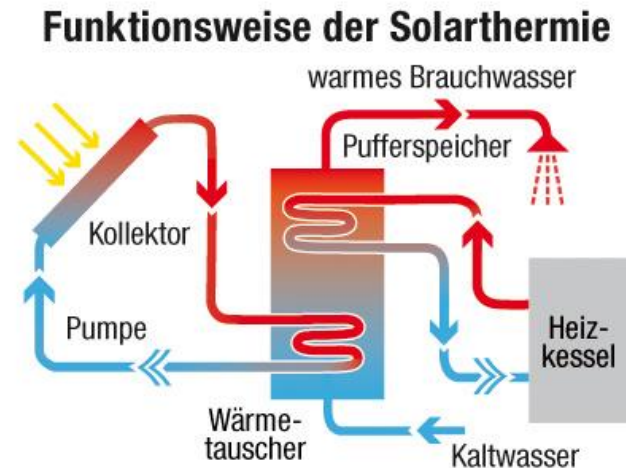 Funktionsweise der Solarthermie
warmes Brauchwasser
Pufferspeicher
Kollektor
Pumpe
Heiz-
kessel
Wärme-
tauscher
Kaltwasser